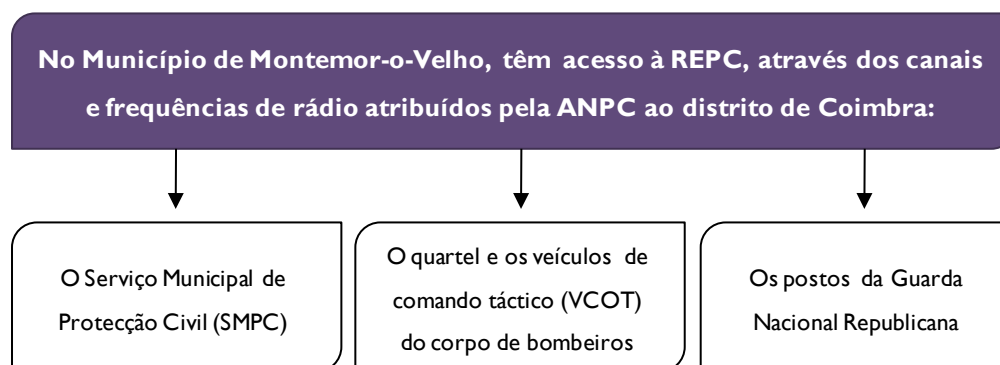 No Município de Montemor-o-Velho, têm acesso à REPC, através dos canais
e frequências de rádio atribuídos pela ANPC ao distrito de Coimbra:
O Serviço Municipal de
Protecção Civil (SMPC)
O quartel e os veículos de
comando táctico (VCOT)
do corpo de bombeiros
Os postos da Guarda
Nacional Republicana